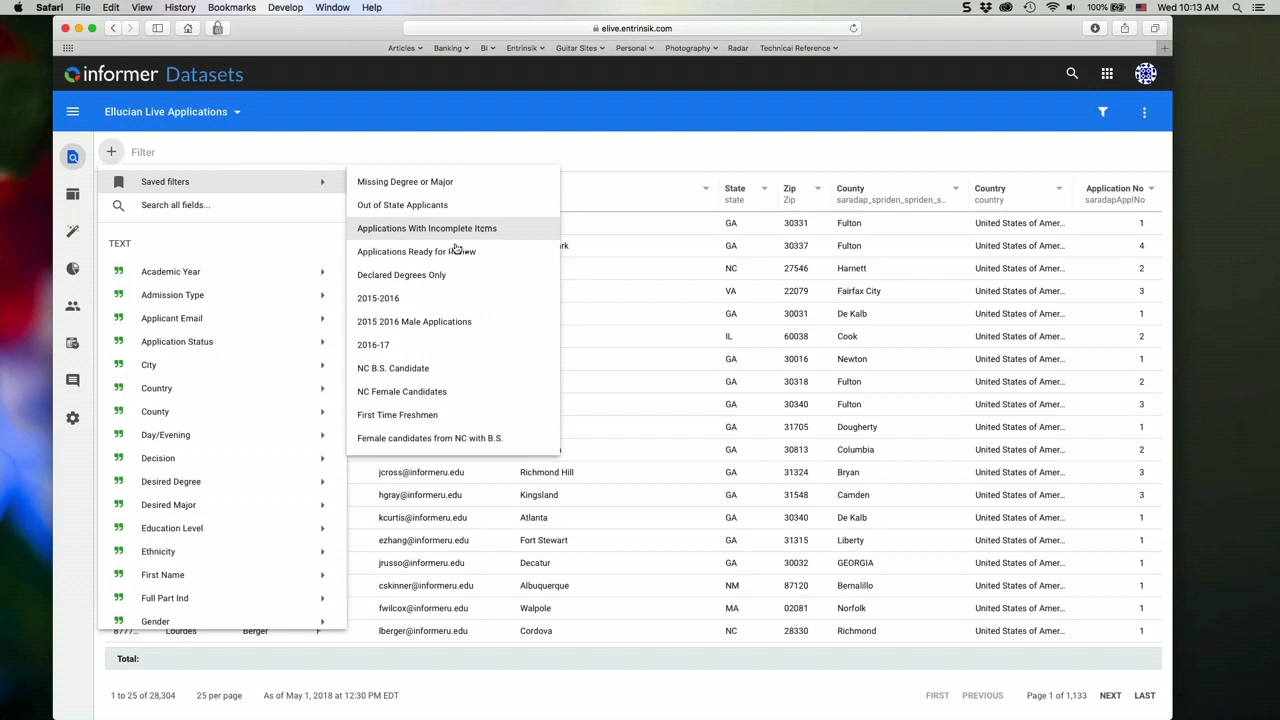 Safari File Edit View History Bookmarks Develop Window Help 100% Wed 10:13 AM
elive.entrinsik.com
Articles Banking BI Entrinsik Guitar Sites Personal Photography Radar Technical Reference
informer Datasets
Ellucian Live Applications
Filter
Saved filters
Search all fields...
TEXT
Academic Year
Admission Type
Applicant Email
Application Status
City
Country
County
Day/Evening
Decision
Desired Degree
Desired Major
Education Level
Ethnicity
First Name
Full Part Ind
Gender
Missing Degree or Major
Out of State Applicants
Applications With Incomplete Items
Applications Ready for Review
Declared Degrees Only
2015-2016
2015 2016 Male Applications
2016-17
NC B.S. Candidate
NC Female Candidates
First Time Freshmen
Female candidates from NC with B.S.
State Zip County Country Application No
state Zip saradap_spriden_spriden_s... country saradapApplNo
GA 30331 Fulton United States of Amer... 1
rk GA 30337 Fulton United States of Amer... 4
NC 27546 Harnett United States of Amer... 2
VA 22079 Fairfax City United States of Amer... 3
GA 30031 De Kalb United States of Amer... 1
IL 60038 Cook United States of Amer... 2
GA 30016 Newton United States of Amer... 1
GA 30318 Fulton United States of Amer... 2
GA 30340 Fulton United States of Amer... 3
GA 31705 Dougherty United States of Amer... 1
GA 30813 Columbia United States of Amer... 2
jcross@informeru.edu Richmond Hill GA 31324 Bryan United States of Amer... 3
hgray@informeru.edu Kingsland GA 31548 Camden United States of Amer... 3
kcurtis@informeru.edu Atlanta GA 30340 De Kalb United States of Amer... 1
ezhang@informeru.edu Fort Stewart GA 31315 Liberty United States of Amer... 1
jrusso@informeru.edu Decatur GA 30032 GEORGIA United States of Amer... 1
cskinner@informeru.edu Albuquerque NM 87120 Bernalillo United States of Amer... 1
fwilcox@informeru.edu Walpole MA 02081 Norfolk United States of Amer... 1
8777... Lourdes Berger F lberger@informeru.edu Cordova NC 28330 Richmond United States of Amer... 1
Total:
1 to 25 of 28,304 25 per page As of May 1, 2018 at 12:30 PM EDT FIRST PREVIOUS Page 1 of 1,133 NEXT LAST